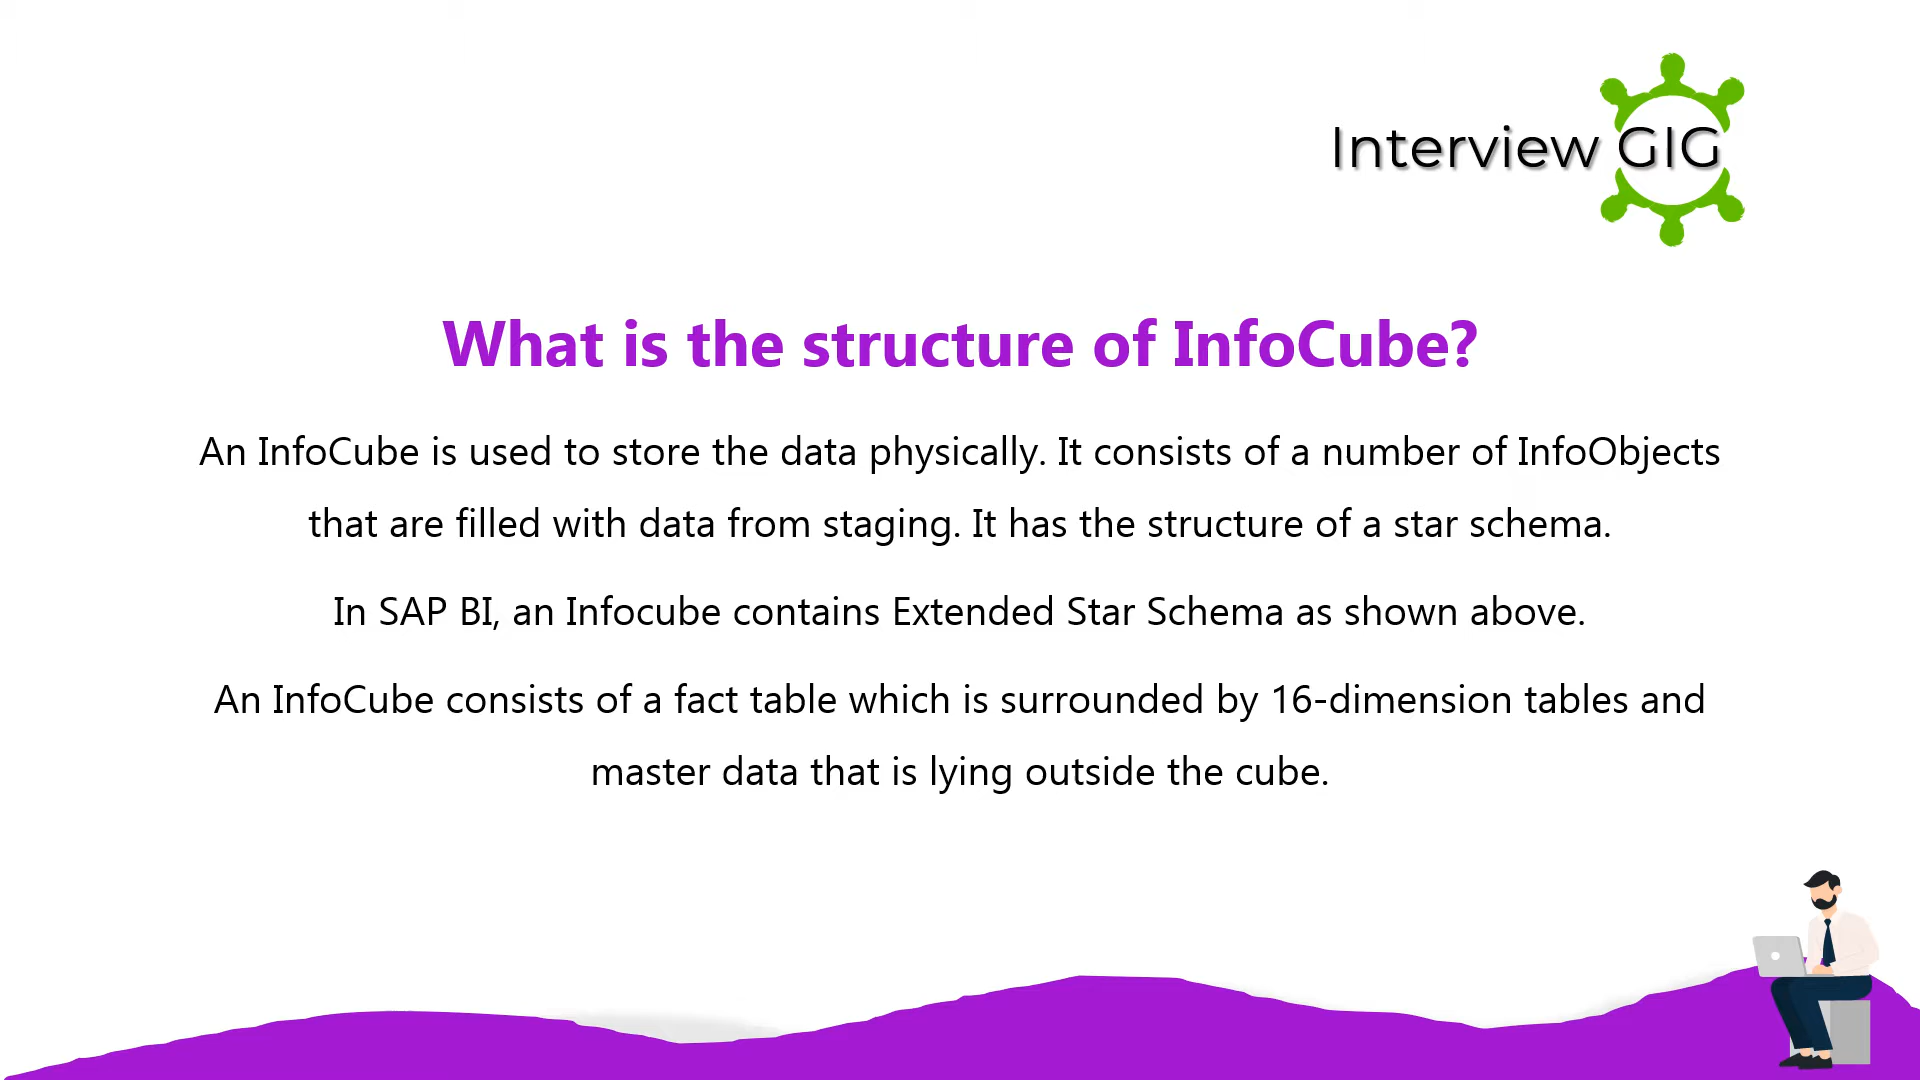 Interview GIG
What is the structure of InfoCube?
An InfoCube is used to store the data physically. It consists of a number of InfoObjects
that are filled with data from staging. It has the structure of a star schema.
In SAP BI, an Infocube contains Extended Star Schema as shown above.
An InfoCube consists of a fact table which is surrounded by 16-dimension tables and
master data that is lying outside the cube.